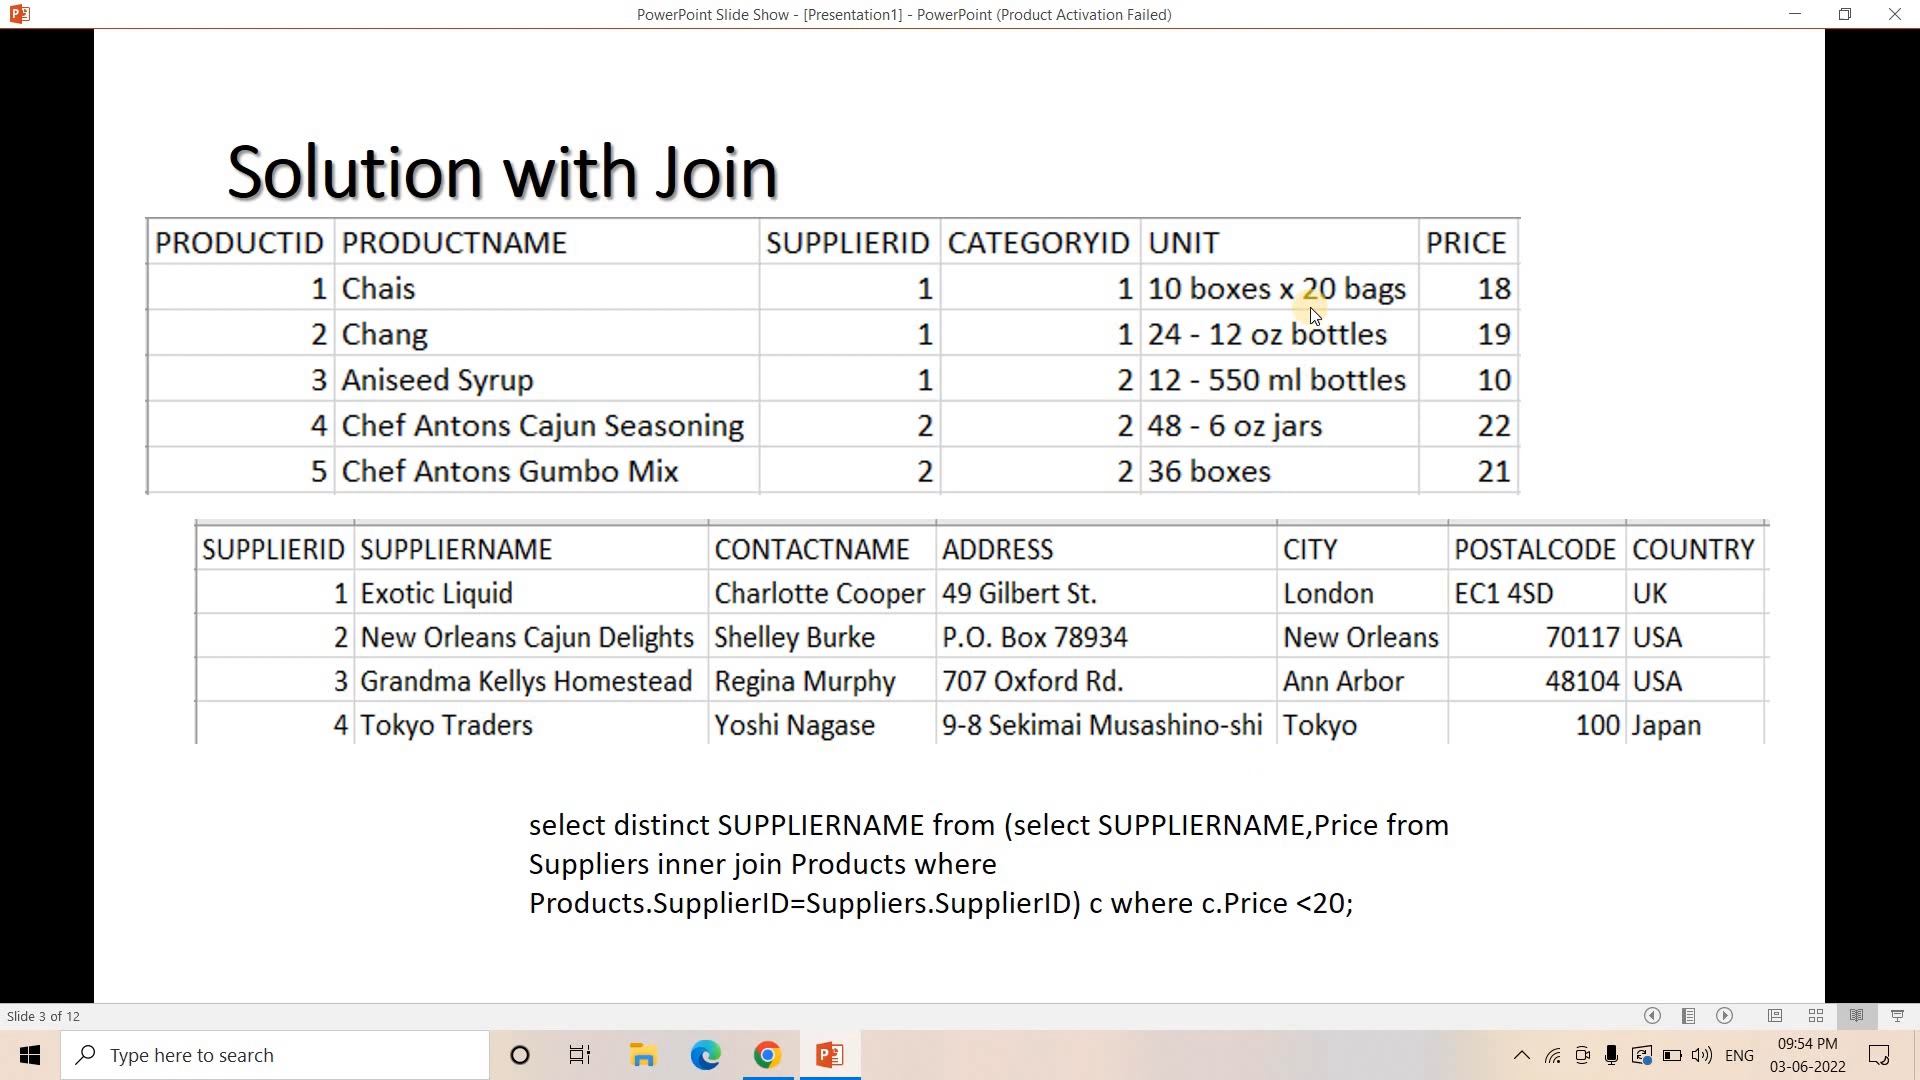 PowerPoint Slide Show - [Presentation1] - PowerPoint (Product Activation Failed)
Solution with Join
PRODUCTID PRODUCTNAME SUPPLIERID CATEGORYID UNIT PRICE
1 Chais 1 1 10 boxes x 20 bags 18
2 Chang 1 1 24 - 12 oz bottles 19
3 Aniseed Syrup 1 2 12 - 550 ml bottles 10
4 Chef Antons Cajun Seasoning 2 2 48 - 6 oz jars 22
5 Chef Antons Gumbo Mix 2 2 36 boxes 21
SUPPLIERID SUPPLIERNAME CONTACTNAME ADDRESS CITY POSTALCODE COUNTRY
1 Exotic Liquid Charlotte Cooper 49 Gilbert St. London EC1 4SD UK
2 New Orleans Cajun Delights Shelley Burke P.O. Box 78934 New Orleans 70117 USA
3 Grandma Kellys Homestead Regina Murphy 707 Oxford Rd. Ann Arbor 48104 USA
4 Tokyo Traders Yoshi Nagase 9-8 Sekimai Musashino-shi Tokyo 100 Japan
select distinct SUPPLIERNAME from (select SUPPLIERNAME,Price from
Suppliers inner join Products where
Products.SupplierID=Suppliers.SupplierID) c where c.Price <20;
Slide 3 of 12
Type here to search
ENG
09:54 PM
03-06-2022